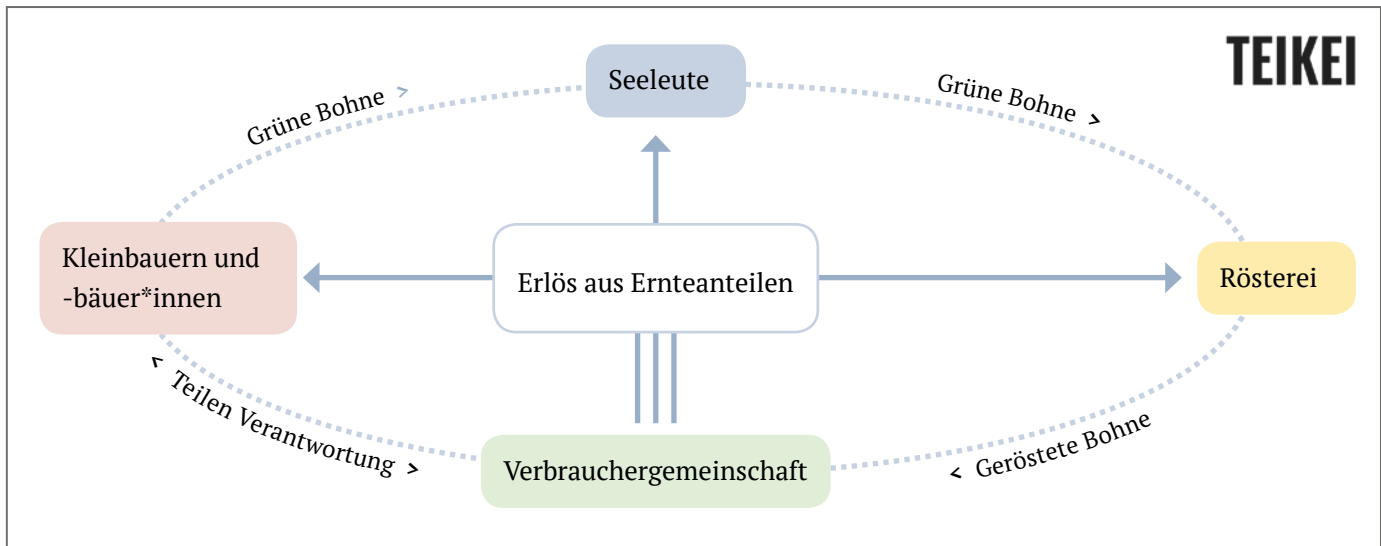 TEIKEI
Seeleute
Grüne Bohne >
Grüne Bohne >
Kleinbauern und
-bäuer*innen
Erlös aus Ernteanteilen
Rösterei
< Teilen Verantwortung >
Verbrauchergemeinschaft
< Geröstete Bohne